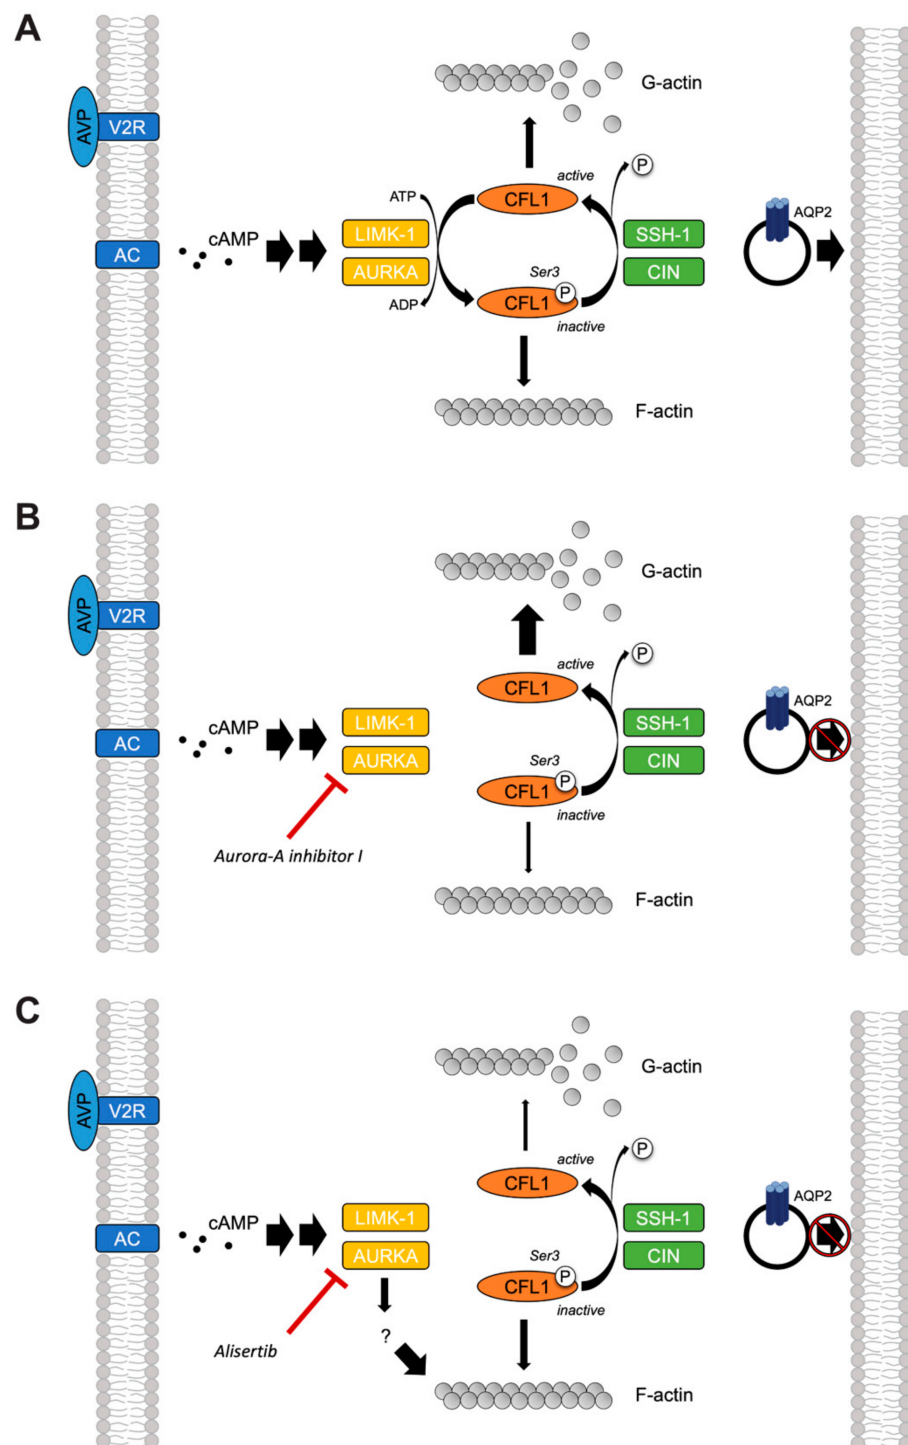 A
AVP
V2R
AC
cAMP
ATP
LIMK-1
AURKA
ADP
G-actin
active
CFL1
P
SSH-1
CIN
Ser3
P
CFL1
inactive
F-actin
AQP2
B
AVP
V2R
AC
cAMP
LIMK-1
AURKA
Aurora-A inhibitor I
G-actin
active
CFL1
P
SSH-1
CIN
Ser3
P
CFL1
inactive
F-actin
AQP2
C
AVP
V2R
AC
cAMP
LIMK-1
AURKA
Alisertib
?
G-actin
active
CFL1
P
SSH-1
CIN
Ser3
P
CFL1
inactive
F-actin
AQP2